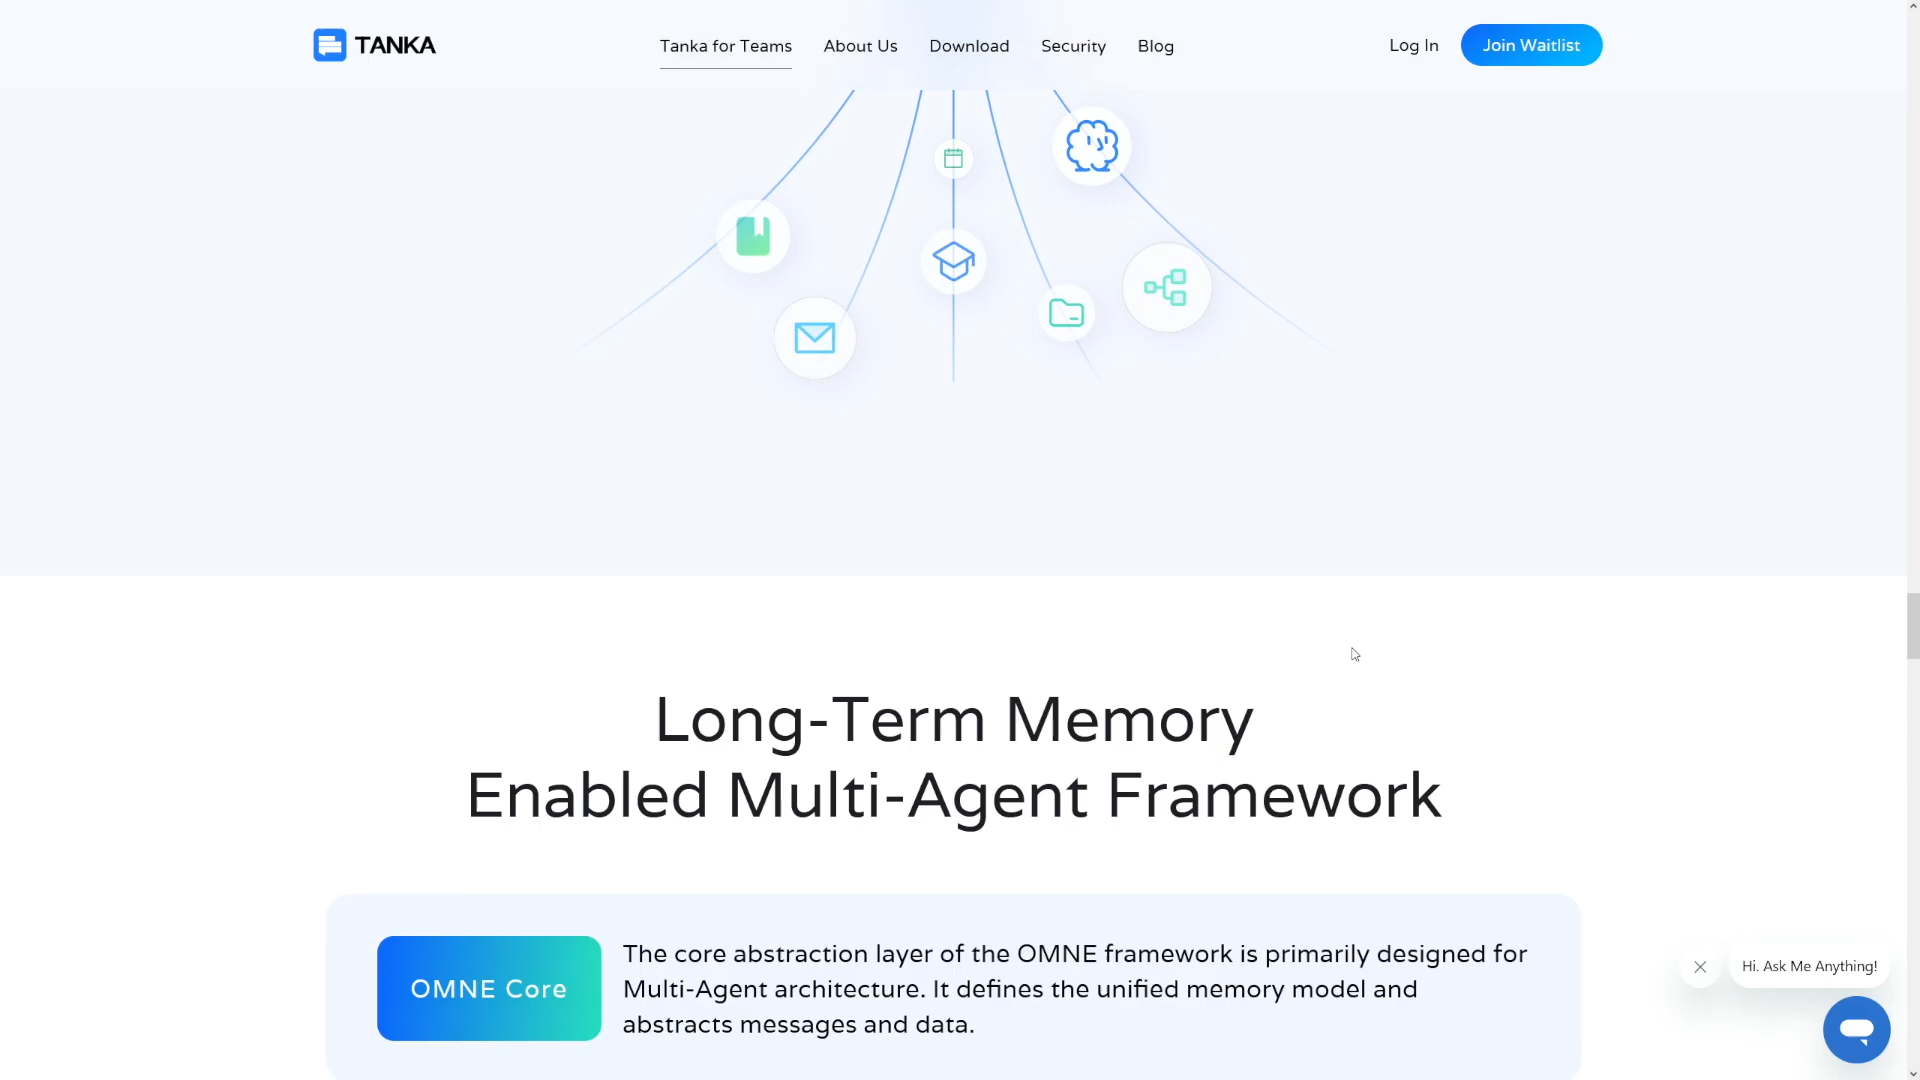 TANKA
Tanka for Teams
About Us
Download
Security
Blog
Log In
Join Waitlist
Long-Term Memory
Enabled Multi-Agent Framework
OMNE Core
The core abstraction layer of the OMNE framework is primarily designed for
Multi-Agent architecture. It defines the unified memory model and
abstracts messages and data.
Hi. Ask Me Anything!